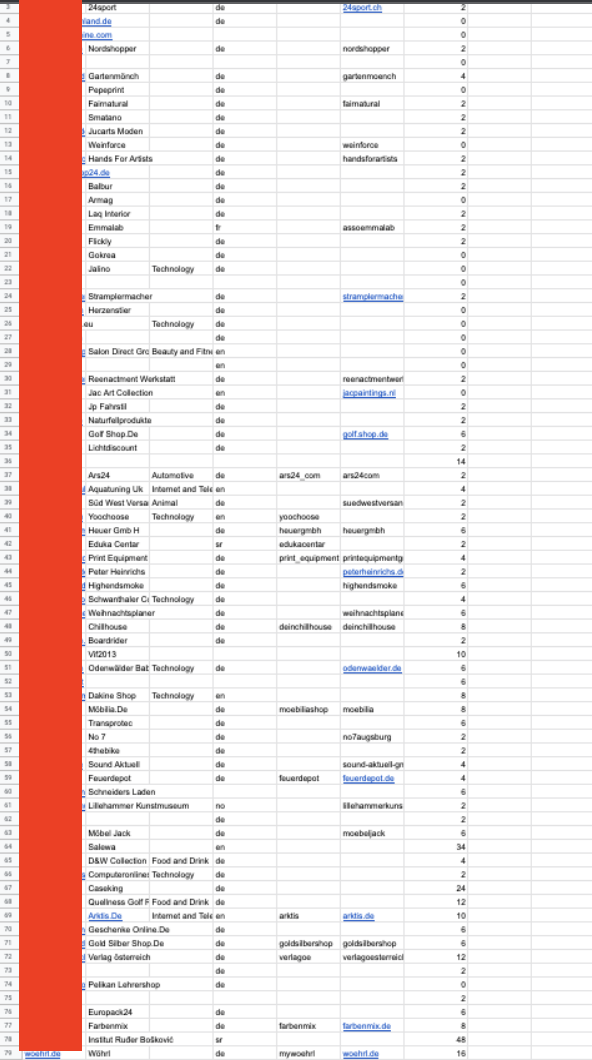 3 24sport de 24sport.ch 2
4 nland.de de 0
5 ine.com 0
6 Nordshopper de nordshopper 2
7 0
8 Gartenmönch de gartenmoench 4
9 Pepeprint de 0
10 Fairnatural de fairnatural 2
11 Smatano de 2
12 Jucarts Moden de 2
13 Weinforce de weinforce 0
14 Hands For Artists de handsforartists 2
15 p24.de de 2
16 Balbur de 2
17 Armag de 0
18 Laq Interior de 2
19 Emmalab fr assoemmalab 2
20 Flickly de 2
21 Gokrea de 0
22 Jalino Technology de 0
23 0
24 Stramplermacher de stramplermache 2
25 Herzenstier de 0
26 .eu Technology de 0
27 de 0
28 Salon Direct Gro Beauty and Fitne en 0
29 en 0
30 Reenactment Werkstatt de reenactmentwer 2
31 Jac Art Collection en jacpaintings.nl 0
32 Jp Fahrstil de 2
33 Naturfellprodukte de 2
34 Golf Shop.De de golf.shop.de 6
35 Lichtdiscount de 2
36 14
37 Ars24 Automotive de ars24_com ars24com 2
38 Aquatuning Uk Internet and Tele en 4
39 Süd West Versa Animal de suedwestversan 2
40 Yoochoose Technology en yoochoose 2
41 Heuer Gmb H de heuergmbh heuergmbh 6
42 Eduka Centar sr edukacentar 2
43 Print Equipment de print_equipment printequipmentg 4
44 Peter Heinrichs de peterheinrichs.d 2
45 Highendsmoke de highendsmoke 6
46 Schwanthaler C Technology de 4
47 Weihnachtsplaner de weihnachtsplane 6
48 Chillhouse de deinchillhouse deinchillhouse 8
49 Boardrider de 2
50 Vif2013 10
51 Odenwälder Bat Technology de odenwaelder.de 6
52 6
53 Dakine Shop Technology en 8
54 Möbilia.De de moebiliashop moebilia 8
55 Transprotec de 6
56 No 7 de no7augsburg 2
57 4thebike de 2
58 Sound Aktuell de sound-aktuell-gn 4
59 Feuerdepot de feuerdepot feuerdepot.de 4
60 Schneiders Laden 6
61 Lillehammer Kunstmuseum no lillehammerkuns 2
62 de 2
63 Möbel Jack de moebeljack 6
64 Salewa en 34
65 D&W Collection Food and Drink de 4
66 Computeronline Technology de 2
67 Caseking de 24
68 Quellness Golf F Food and Drink de 12
69 Arktis.De Internet and Tele en arktis arktis.de 10
70 Geschenke Online.De de 6
71 Gold Silber Shop.De de goldsilbershop goldsilbershop 6
72 Verlag österreich de verlagoe verlagoesterreic 12
73 de 2
74 Pelikan Lehrershop de 0
75 2
76 Europack24 de 6
77 Farbenmix de farbenmix farbenmix.de 8
78 Institut Ruđer Bošković sr 48
79 woehrl.de Wöhrl de mywoehrl woehrl.de 16